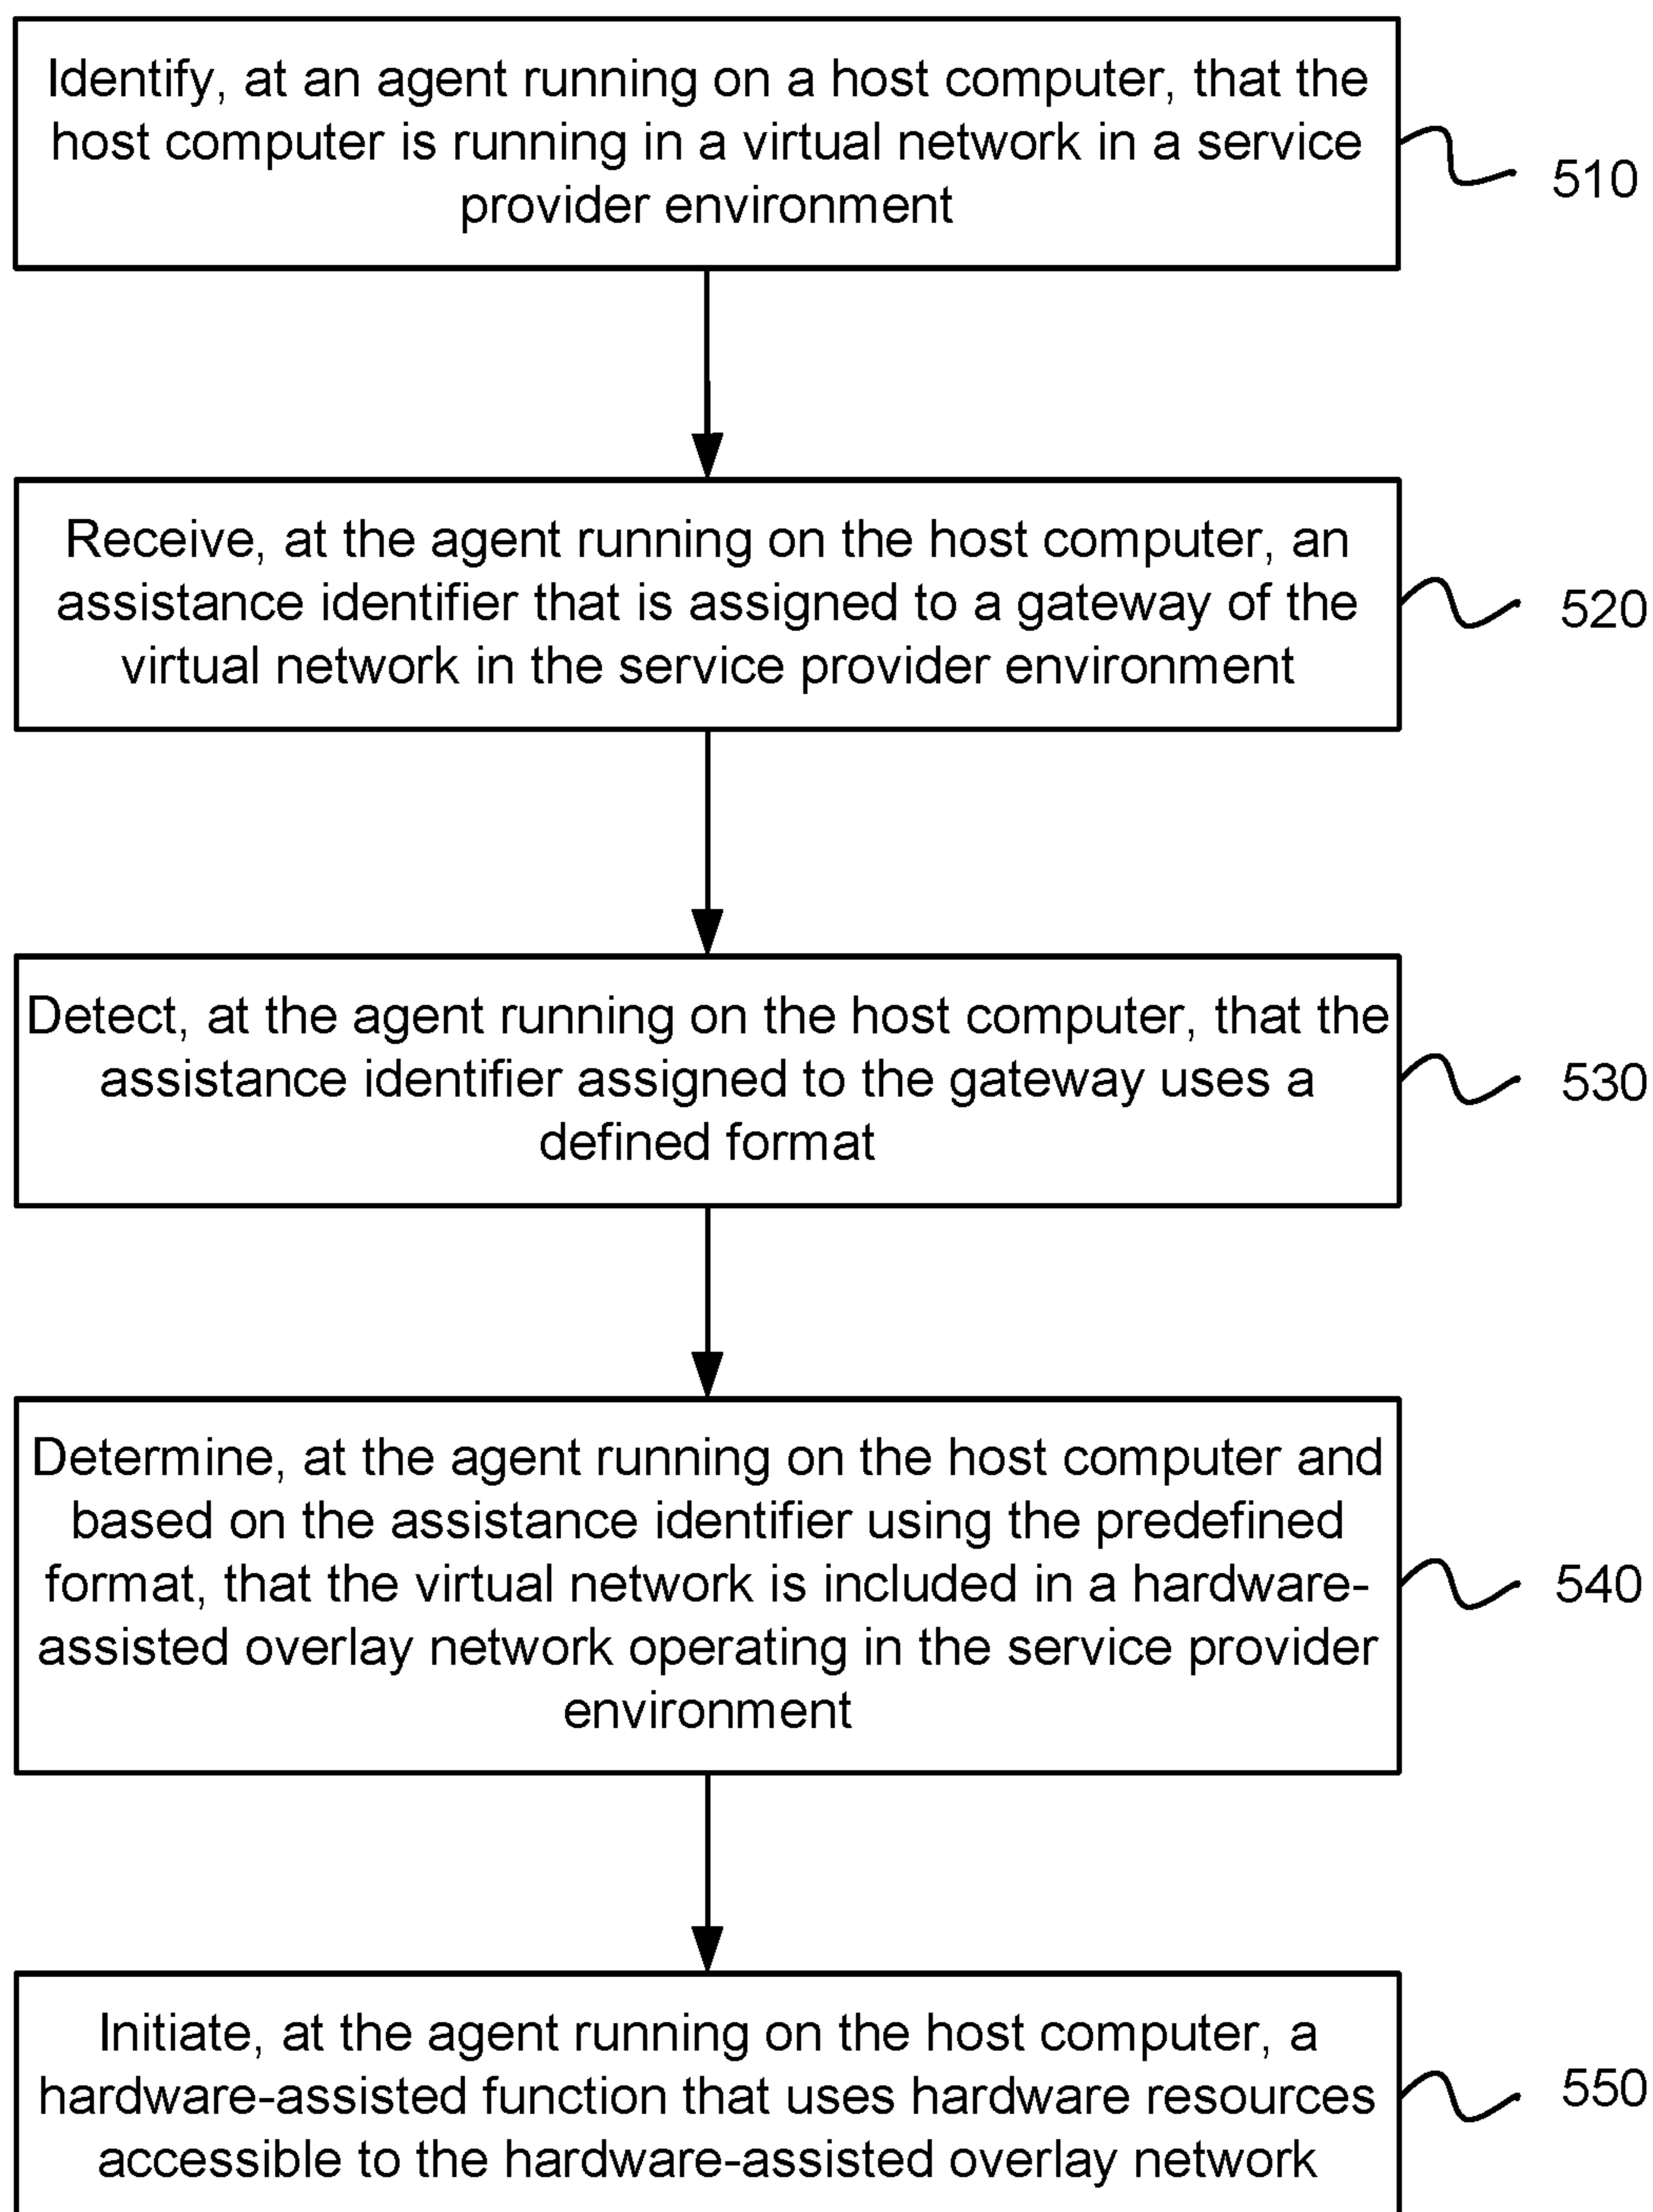 Identify, at an agent running on a host computer, that the
host computer is running in a virtual network in a service
provider environment
510
Receive, at the agent running on the host computer, an
assistance identifier that is assigned to a gateway of the
virtual network in the service provider environment
520
Detect, at the agent running on the host computer, that the
assistance identifier assigned to the gateway uses a
defined format
530
Determine, at the agent running on the host computer and
based on the assistance identifier using the predefined
format, that the virtual network is included in a hardware-
assisted overlay network operating in the service provider
environment
540
Initiate, at the agent running on the host computer, a
hardware-assisted function that uses hardware resources
accessible to the hardware-assisted overlay network
550